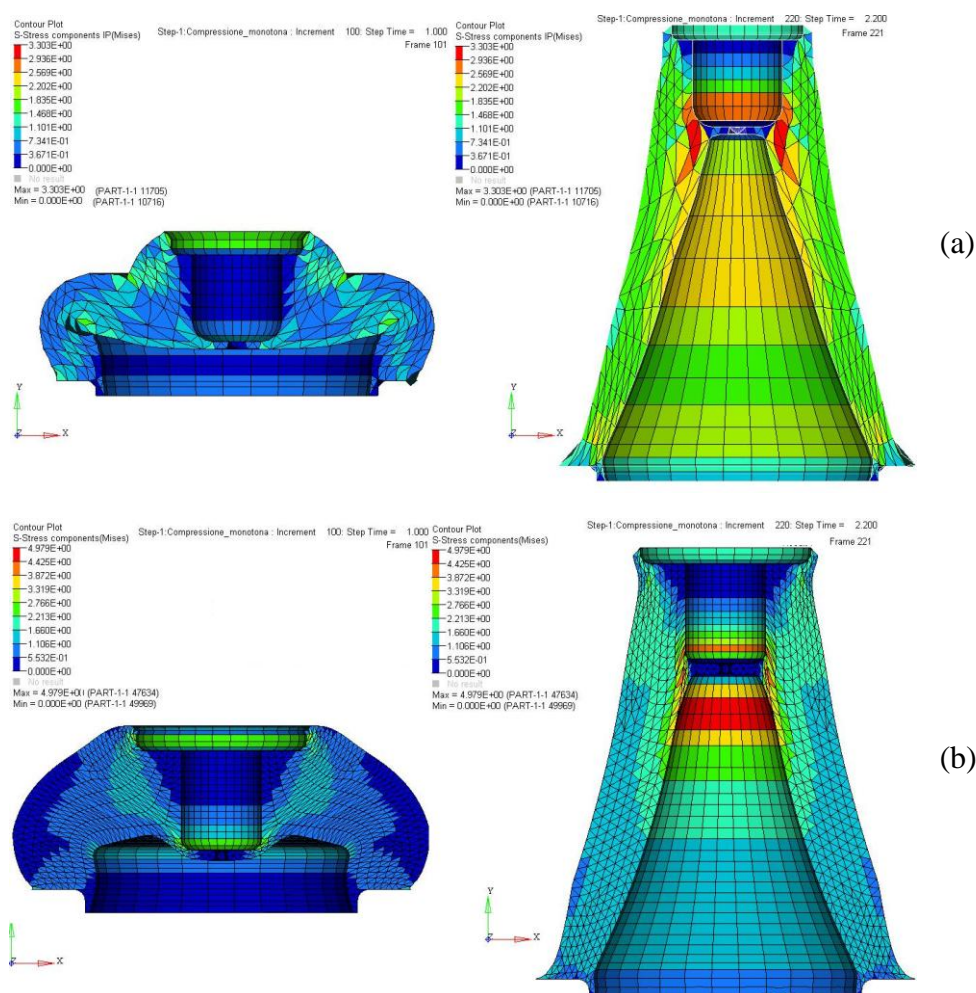 Contour Plot
S-Stress components IP(Mises)
3.303E+00
2.936E+00
2.569E+00
2.202E+00
1.835E+00
1.468E+00
1.101E+00
7.341E-01
3.671E-01
0.000E+00
No result
Max = 3.303E+00 (PART-1-1 11705)
Min = 0.000E+00 (PART-1-1 10716)
Step-1:Compressione_monotona : Increment 100: Step Time = 1.000
Frame 101
Y
Z X
Contour Plot
S-Stress components IP(Mises)
3.303E+00
2.936E+00
2.569E+00
2.202E+00
1.835E+00
1.468E+00
1.101E+00
7.341E-01
3.671E-01
0.000E+00
No result
Max = 3.303E+00 (PART-1-1 11705)
Min = 0.000E+00 (PART-1-1 10716)
Step-1:Compressione_monotona : Increment 220: Step Time = 2.200
Frame 221
Y
Z X
(a)
Contour Plot
S-Stress components(Mises)
4.979E+00
4.425E+00
3.872E+00
3.319E+00
2.766E+00
2.213E+00
1.660E+00
1.106E+00
5.532E-01
0.000E+00
No result
Max = 4.979E+00 (PART-1-1 47634)
Min = 0.000E+00 (PART-1-1 49969)
Step-1:Compressione_monotona : Increment 100: Step Time = 1.000
Frame 101
Z X
Contour Plot
S-Stress components(Mises)
4.979E+00
4.425E+00
3.872E+00
3.319E+00
2.766E+00
2.213E+00
1.660E+00
1.106E+00
5.532E-01
0.000E+00
No result
Max = 4.979E+00 (PART-1-1 47634)
Min = 0.000E+00 (PART-1-1 49969)
Step-1:Compressione_monotona : Increment 220: Step Time = 2.200
Frame 221
Y
Z X
(b)